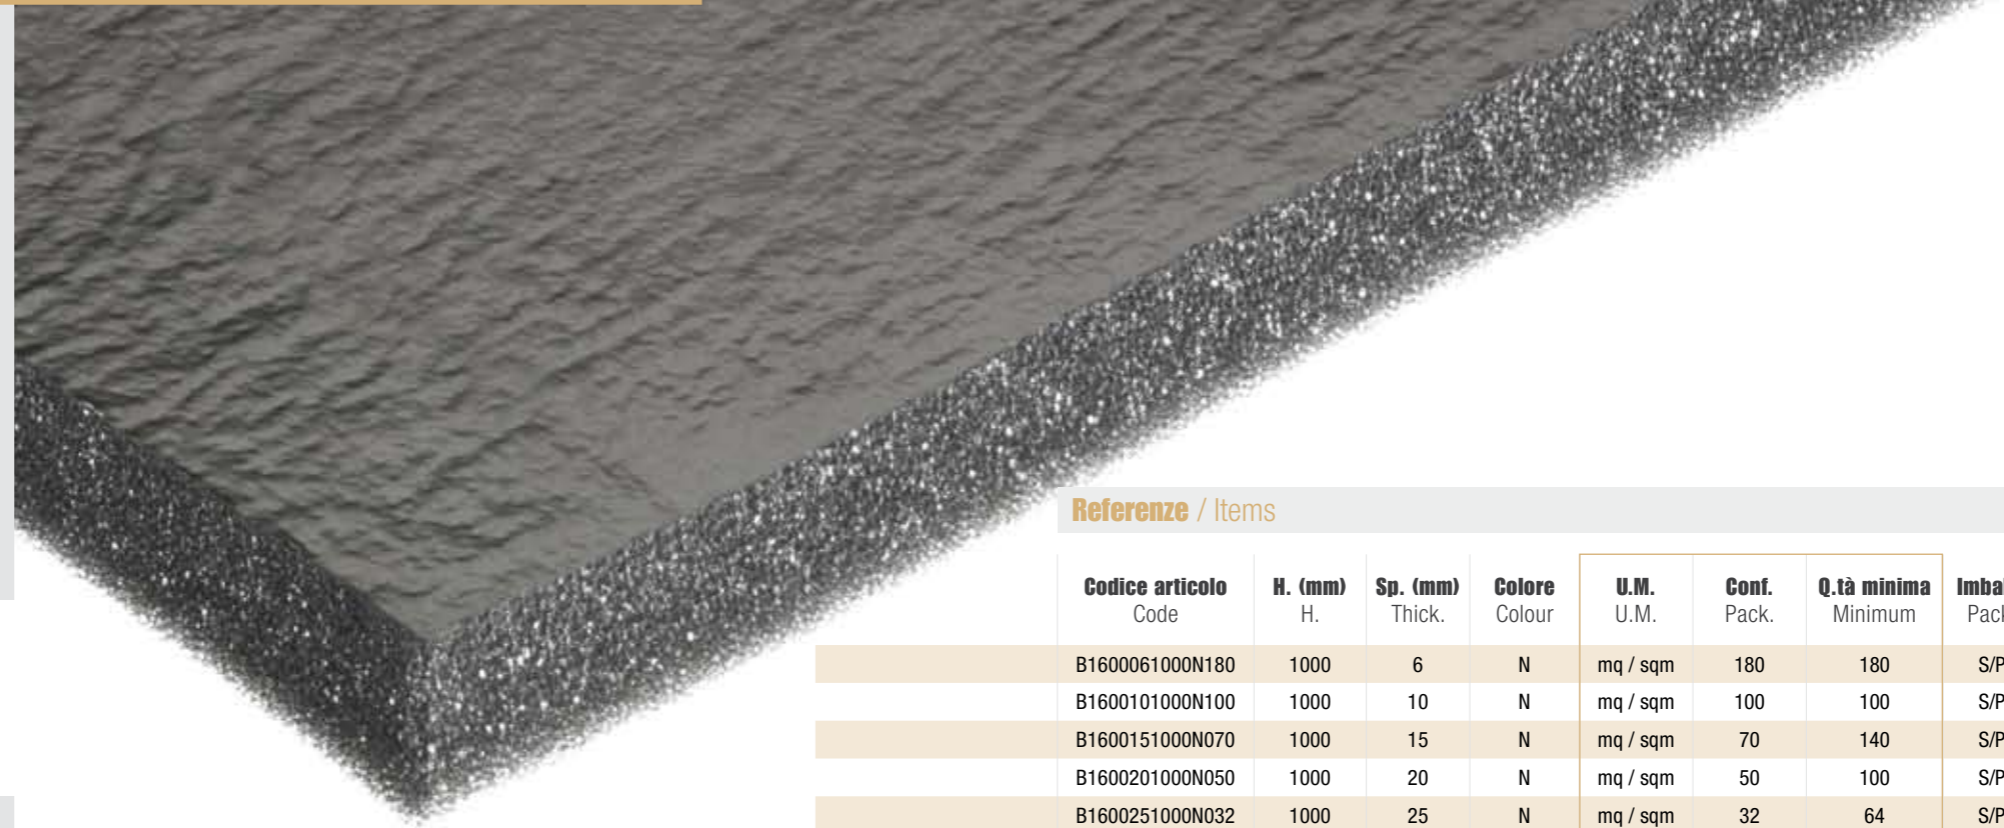 Referenze / Items
Codice articolo H. (mm) Sp. (mm) Colore U.M. Conf. Q.tà minima
Code H. Thick. Colour U.M. Pack. Minimum
B1600061000N180 1000 6 N mq / sqm 180 180 S/P
B1600101000N100 1000 10 N mq / sqm 100 100 S/P
B1600151000N070 1000 15 N mq / sqm 70 140 S/P
B1600201000N050 1000 20 N mq / sqm 50 100 S/P
B1600251000N032 1000 25 N mq / sqm 32 64 S/P